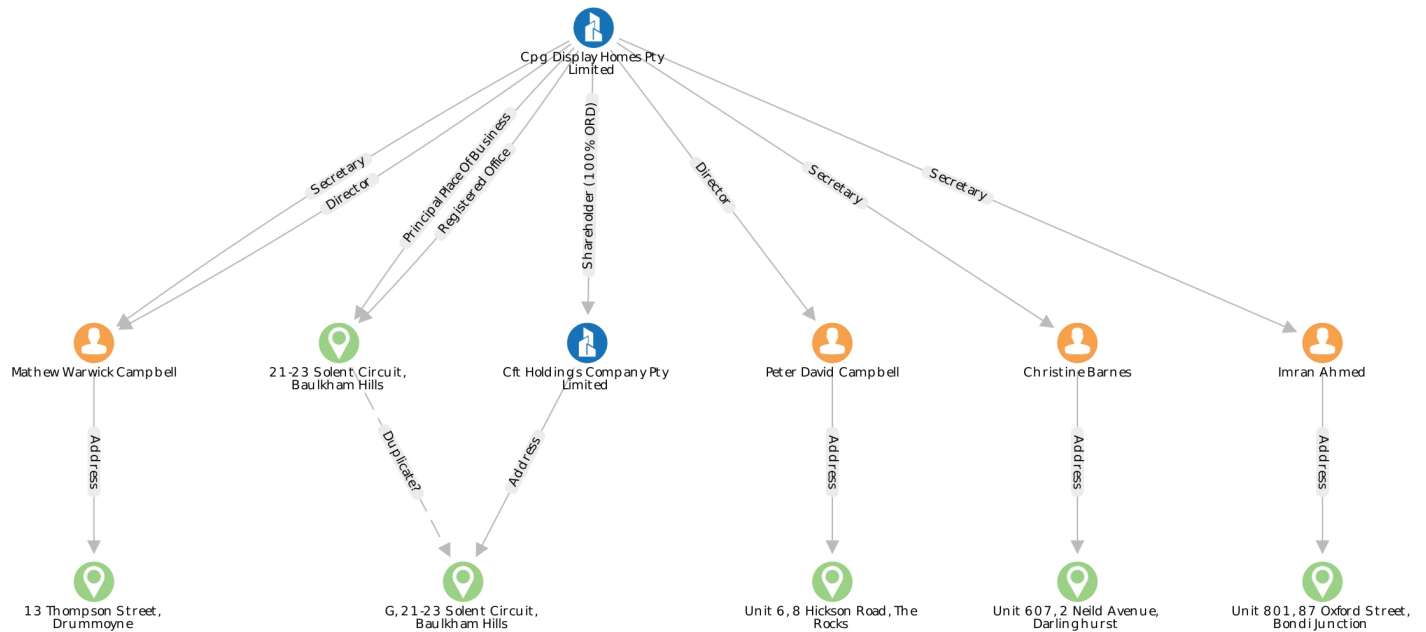 Cpg Display Homes Pty
Limited
Secretary
Director
Principal Place Of Business
Registered Office
Shareholder (100% ORD)
Director
Secretary
Secretary
Mathew Warwick Campbell
21-23 Solent Circuit,
Baulkham Hills
Cft Holdings Company Pty
Limited
Peter David Campbell
Christine Barnes
Imran Ahmed
Address
Duplicate?
Address
Address
Address
Address
13 Thompson Street,
Drummoyne
G, 21-23 Solent Circuit,
Baulkham Hills
Unit 6, 8 Hickson Road, The
Rocks
Unit 607, 2 Neild Avenue,
Darlinghurst
Unit 801, 87 Oxford Street,
Bondi Junction